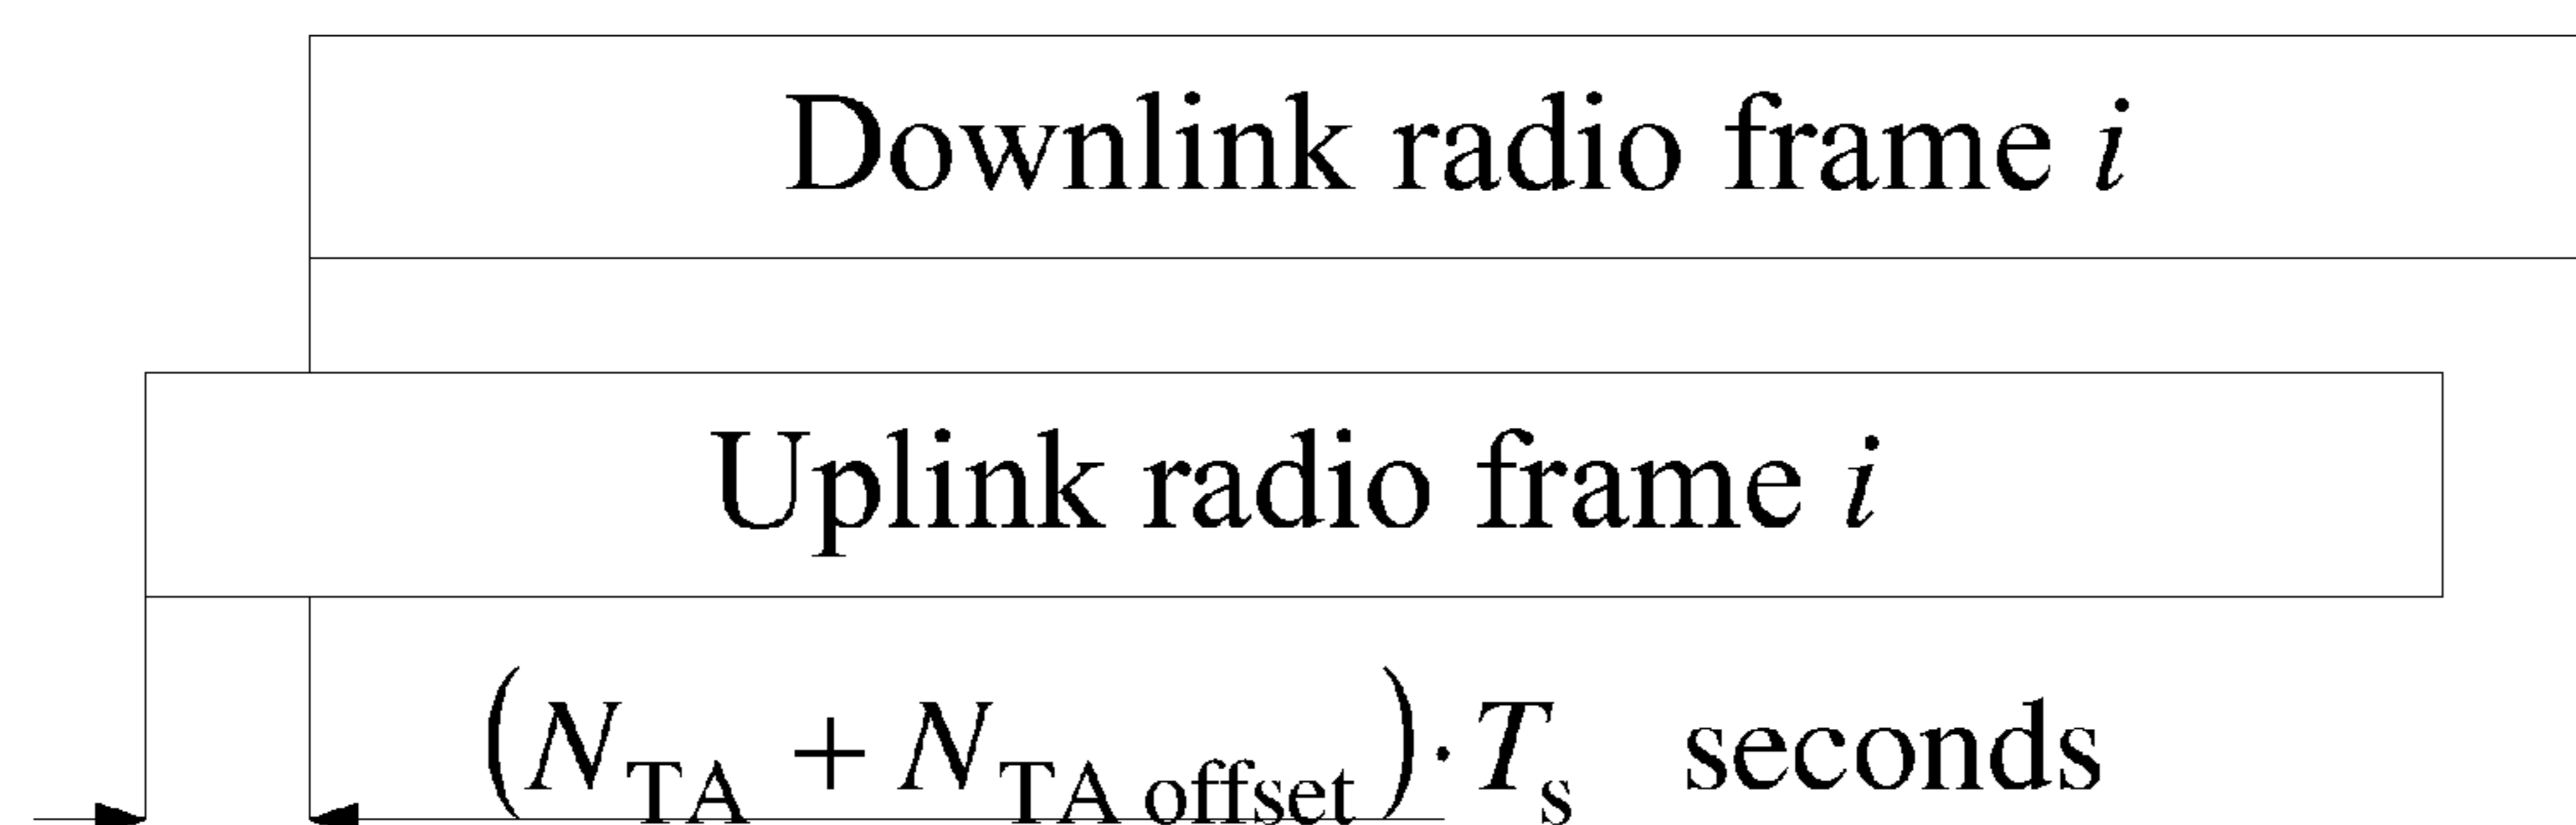 Downlink radio frame i
Uplink radio frame i
(N_TA + N_TA offset) · T_s seconds